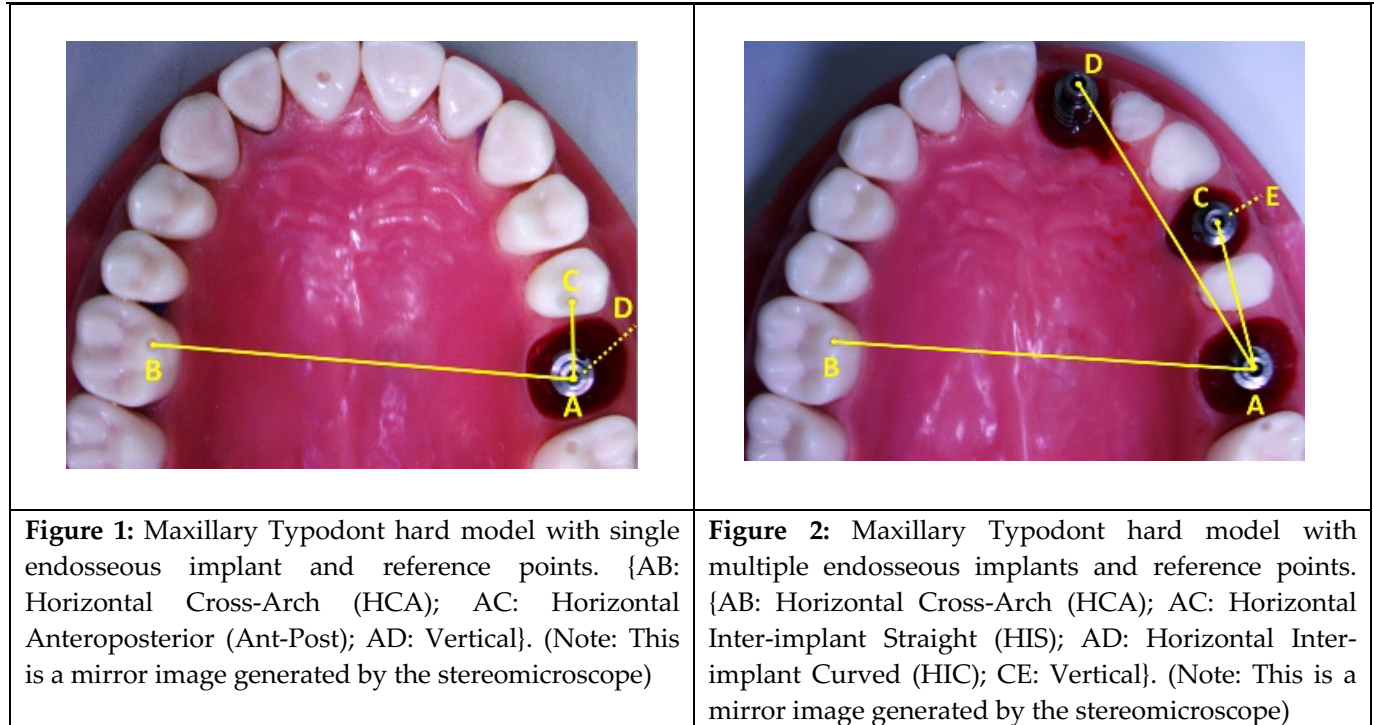 D
C
D
C
E
B
A
B
A
Figure 1: Maxillary Typodont hard model with single
endosseous implant and reference points. {AB:
Horizontal Cross-Arch (HCA); AC: Horizontal
Anteroposterior (Ant-Post); AD: Vertical}. (Note: This
is a mirror image generated by the stereomicroscope)
Figure 2: Maxillary Typodont hard model with
multiple endosseous implants and reference points.
{AB: Horizontal Cross-Arch (HCA); AC: Horizontal
Inter-implant Straight (HIS); AD: Horizontal Inter-
implant Curved (HIC); CE: Vertical}. (Note: This is a
mirror image generated by the stereomicroscope)